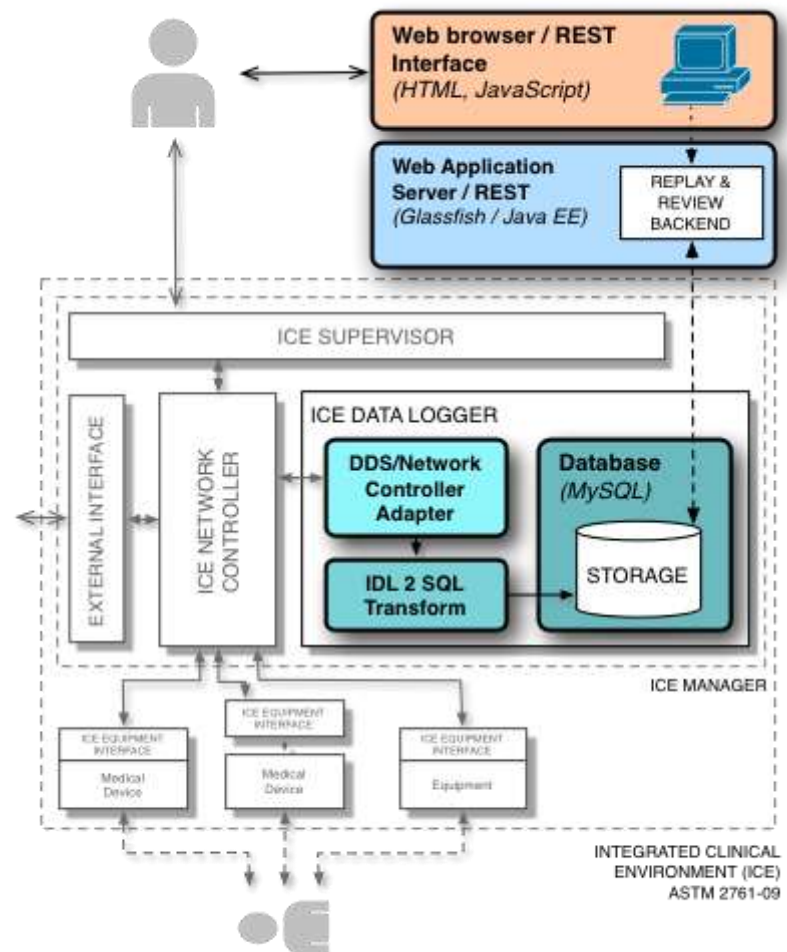 Web browser / REST
Interface
(HTML, JavaScript)
Web Application
Server / REST
(Glassfish / Java EE)
REPLAY &
REVIEW
BACKEND
ICE SUPERVISOR
EXTERNAL INTERFACE
ICE NETWORK
CONTROLLER
ICE DATA LOGGER
DDS/Network
Controller
Adapter
IDL 2 SQL
Transform
Database
(MySQL)
STORAGE
ICE MANAGER
ICE EQUIPMENT
INTERFACE
Medical
Device
ICE EQUIPMENT
INTERFACE
Medical
Device
ICE EQUIPMENT
INTERFACE
Equipment
INTEGRATED CLINICAL
ENVIRONMENT (ICE)
ASTM 2761-09